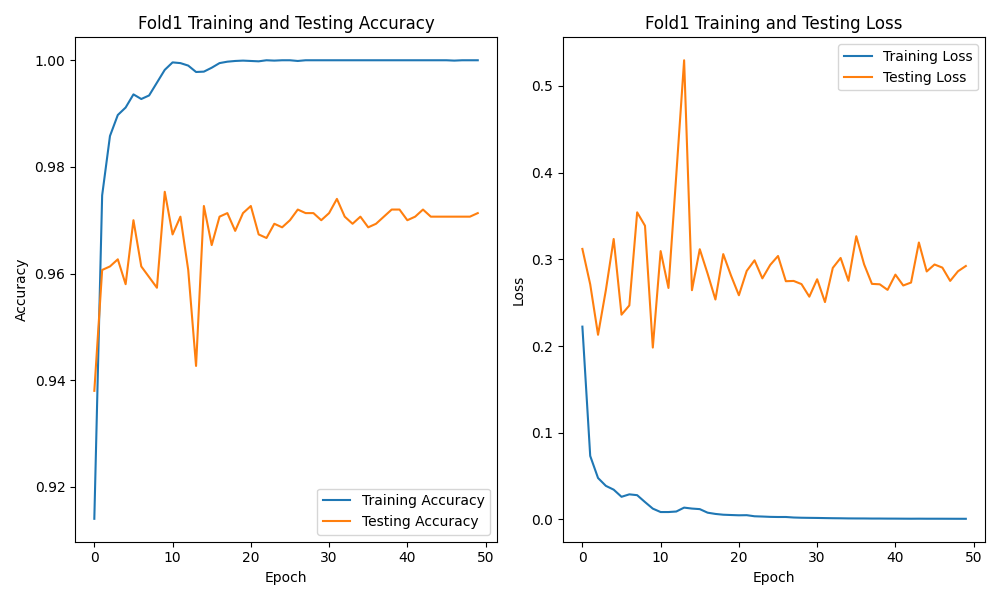 Fold1 Training and Testing Accuracy
Accuracy
1.00
0.98
0.96
0.94
0.92
0
10
20
30
40
50
Epoch
Training Accuracy
Testing Accuracy
Fold1 Training and Testing Loss
Loss
0.5
0.4
0.3
0.2
0.1
0.0
0
10
20
30
40
50
Epoch
Training Loss
Testing Loss